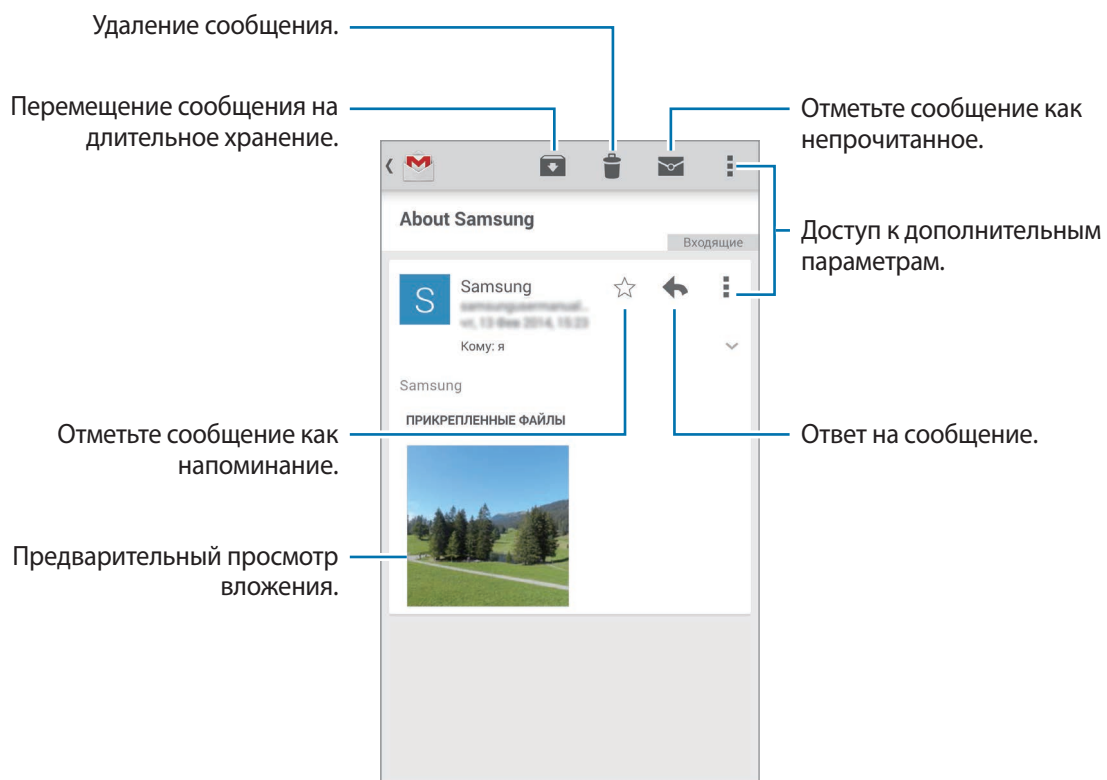 Удаление сообщения.
Перемещение сообщения на
длительное хранение.
Отметьте сообщение как
непрочитанное.
About Samsung
Входящие
Доступ к дополнительным
параметрам.
S
Samsung
Кому: я
Samsung
ПРИКРЕПЛЕННЫЕ ФАЙЛЫ
Отметьте сообщение как
напоминание.
Ответ на сообщение.
Предварительный просмотр
вложения.